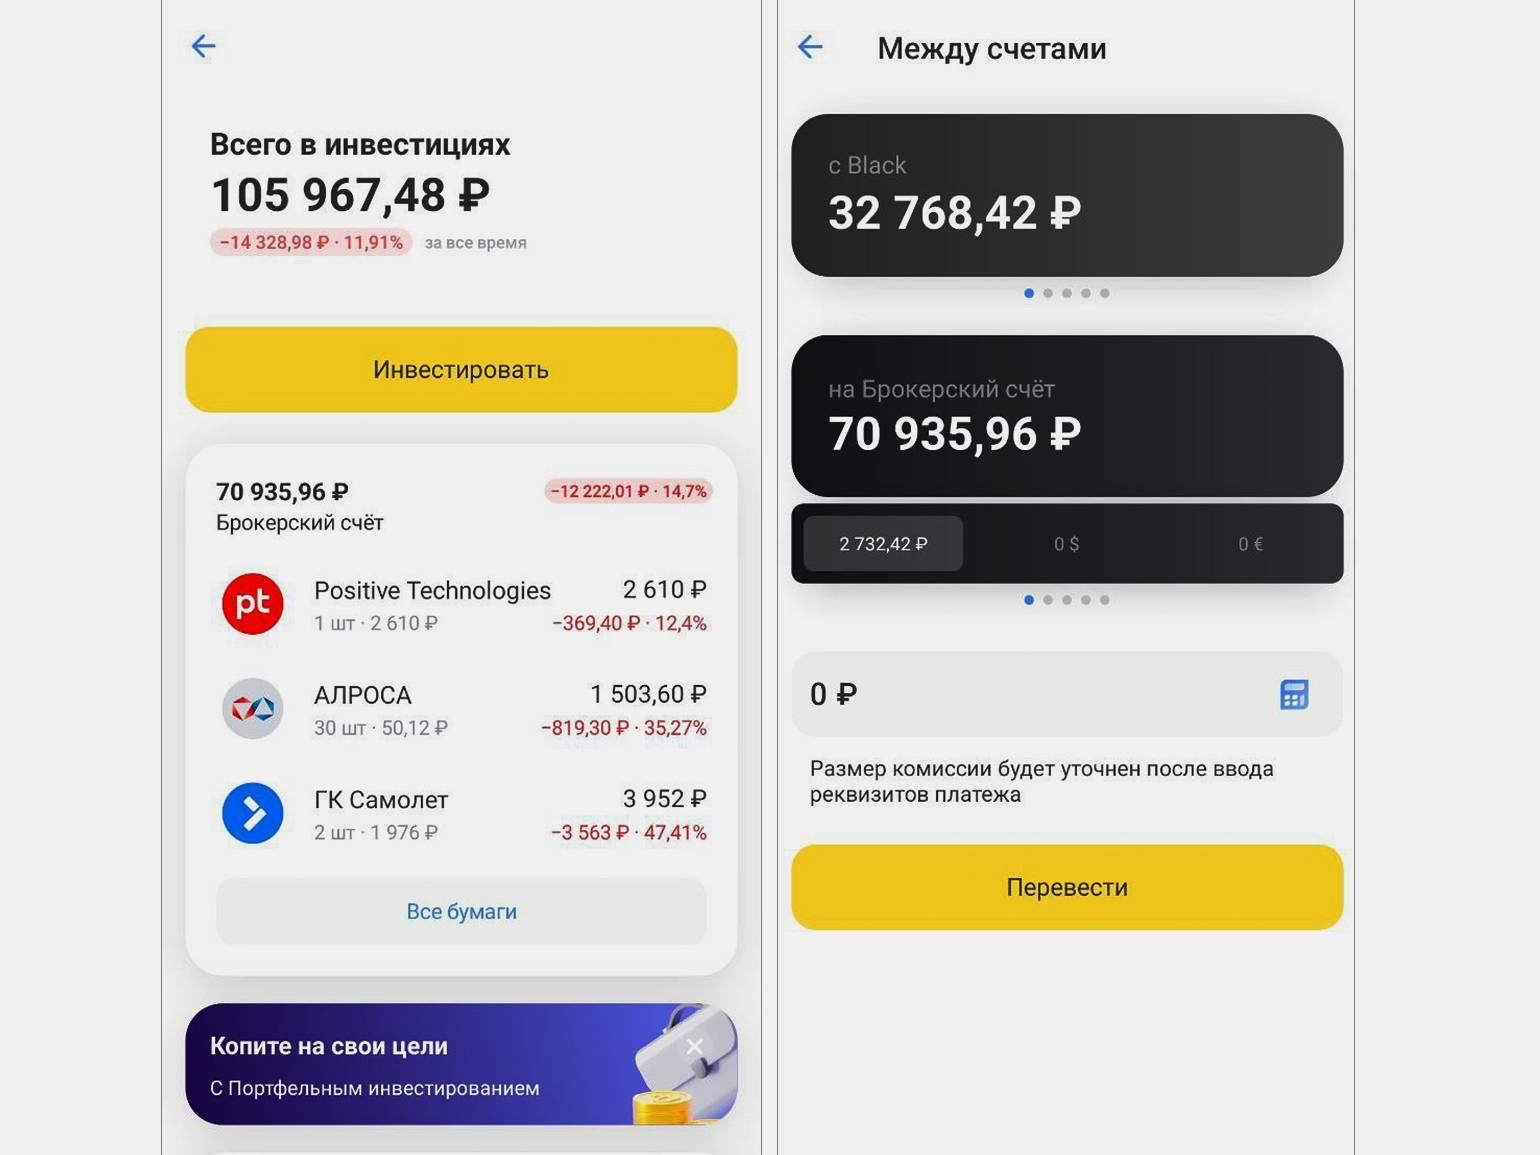 Всего в инвестициях
105 967,48 ₽
−14 328,98 ₽ · 11,91% за все время
Инвестировать
70 935,96 ₽ −12 222,01 ₽ · 14,7%
Брокерский счёт
pt
Positive Technologies 2 610 ₽
1 шт · 2 610 ₽ −369,40 ₽ · 12,4%
АЛРОСА 1 503,60 ₽
30 шт · 50,12 ₽ −819,30 ₽ · 35,27%
ГК Самолет 3 952 ₽
2 шт · 1 976 ₽ −3 563 ₽ · 47,41%
Все бумаги
Копите на свои цели
С Портфельным инвестированием
Между счетами
с Black
32 768,42 ₽
на Брокерский счёт
70 935,96 ₽
2 732,42 ₽ 0 $ 0 €
0 ₽
Размер комиссии будет уточнен после ввода
реквизитов платежа
Перевести